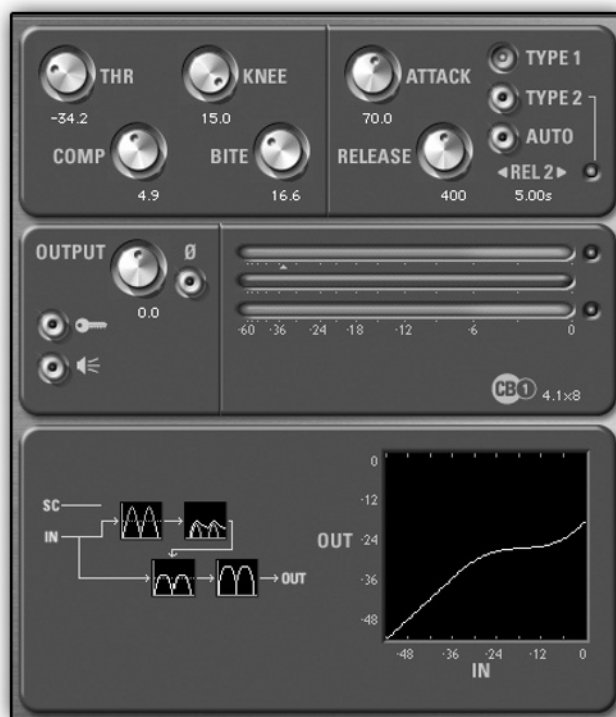 THR
-34.2
KNEE
15.0
COMP
4.9
BITE
16.6
ATTACK
70.0
RELEASE
400
TYPE 1
TYPE 2
AUTO
◀REL 2▶
5.00s
OUTPUT
0.0
Ø
-60 -36 -24 -18 -12 -6 0
CB1 4.1x8
SC
IN
OUT
OUT
0
-12
-24
-36
-48
-48 -36 -24 -12 0
IN